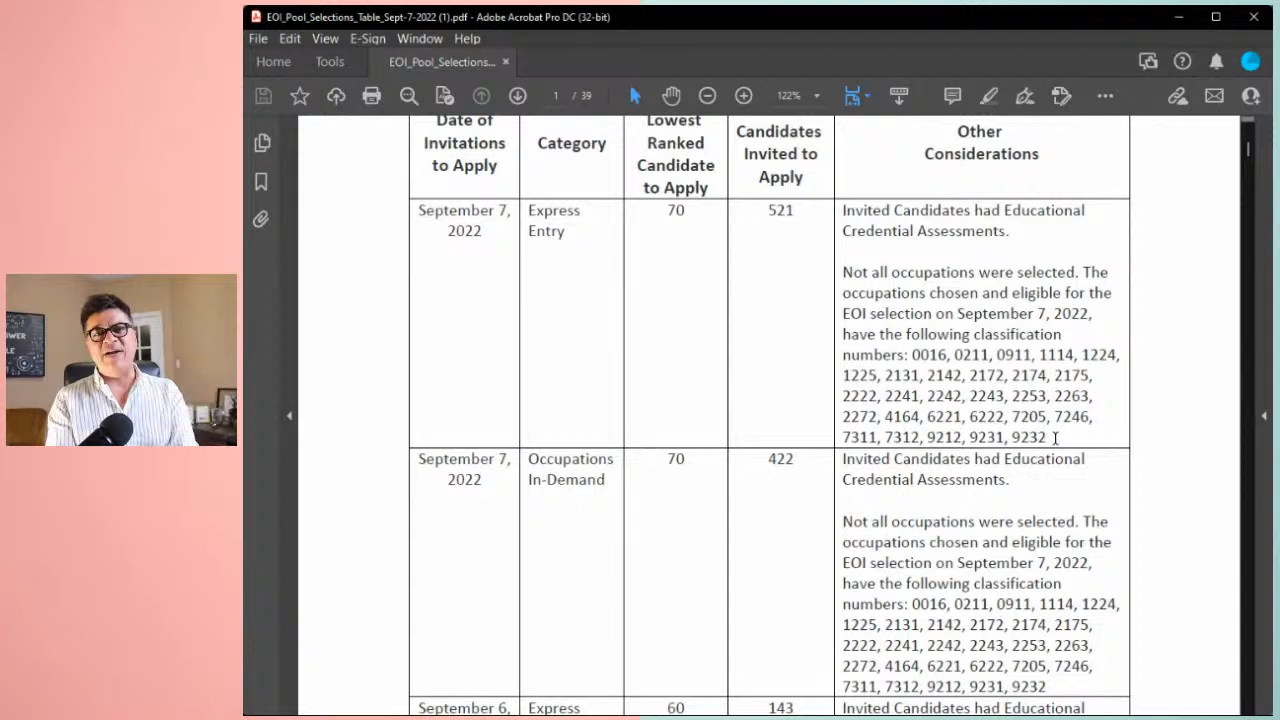 EOI_Pool_Selections_Table_Sept-7-2022 (1).pdf - Adobe Acrobat Pro DC (32-bit)
File Edit View E-Sign Window Help
Home Tools EOI_Pool_Selections... ×
1 / 39 122%
Date of Invitations to Apply
Category
Lowest Ranked Candidate to Apply
Candidates Invited to Apply
Other Considerations
September 7, 2022
Express Entry
70
521
Invited Candidates had Educational
Credential Assessments.
Not all occupations were selected. The
occupations chosen and eligible for the
EOI selection on September 7, 2022,
have the following classification
numbers: 0016, 0211, 0911, 1114, 1224,
1225, 2131, 2142, 2172, 2174, 2175,
2222, 2241, 2242, 2243, 2253, 2263,
2272, 4164, 6221, 6222, 7205, 7246,
7311, 7312, 9212, 9231, 9232
September 7, 2022
Occupations In-Demand
70
422
Invited Candidates had Educational
Credential Assessments.
Not all occupations were selected. The
occupations chosen and eligible for the
EOI selection on September 7, 2022,
have the following classification
numbers: 0016, 0211, 0911, 1114, 1224,
1225, 2131, 2142, 2172, 2174, 2175,
2222, 2241, 2242, 2243, 2253, 2263,
2272, 4164, 6221, 6222, 7205, 7246,
7311, 7312, 9212, 9231, 9232
September 6,
Express
60
143
Invited Candidates had Educational